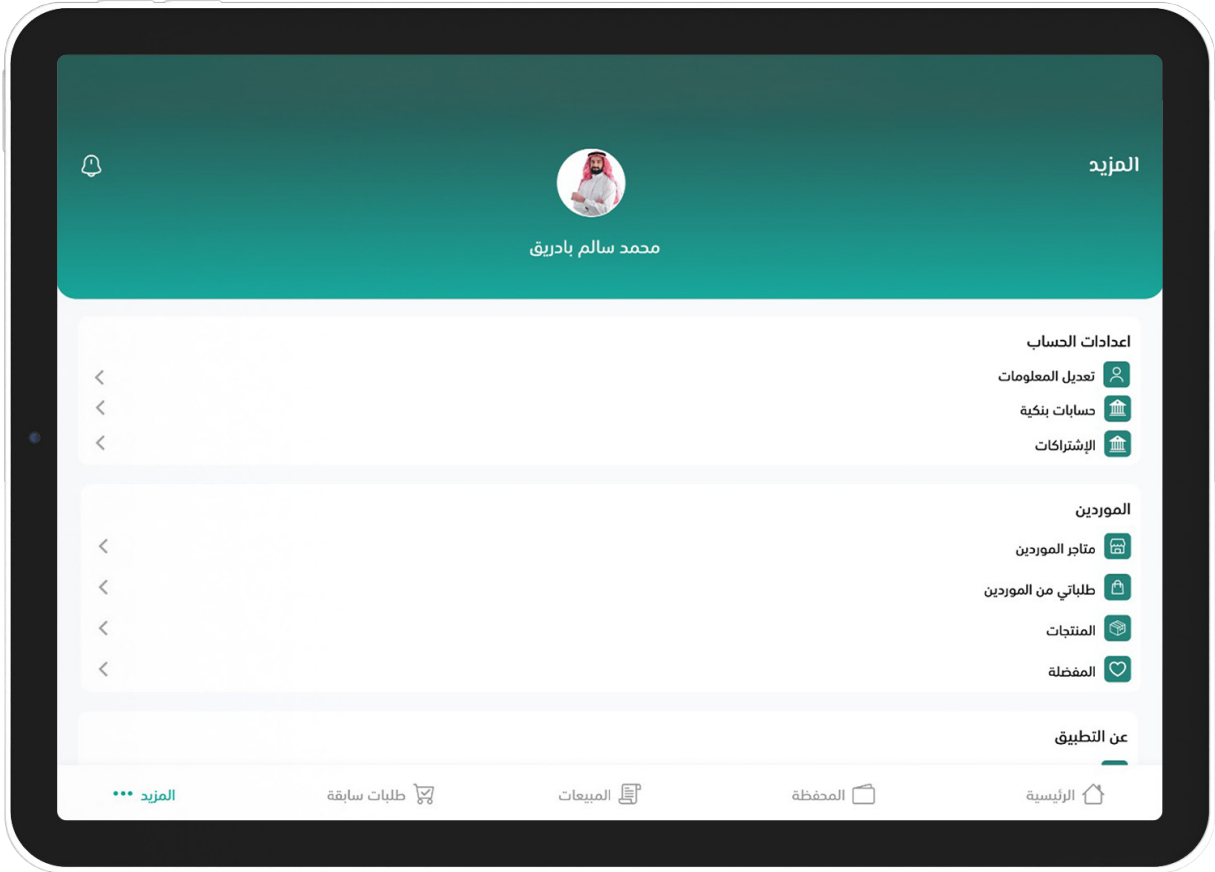 المزيد
محمد سالم بادريق
اعدادات الحساب
تعديل المعلومات
حسابات بنكية
الإشتراكات
الموردين
متاجر الموردين
طلباتي من الموردين
المنتجات
المفضلة
عن التطبيق
الرئيسية
المحفظة
المبيعات
طلبات سابقة
المزيد